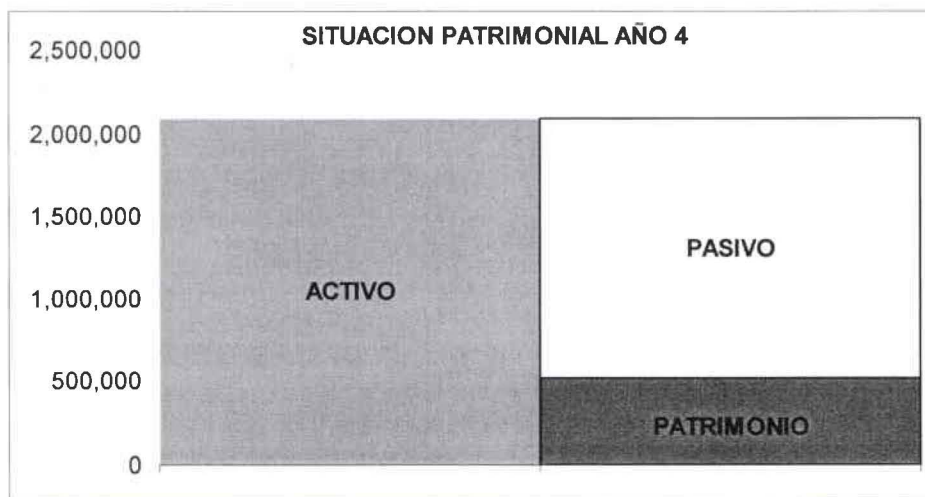 SITUACION PATRIMONIAL AÑO 4
2,500,000
2,000,000
1,500,000
1,000,000
500,000
0
ACTIVO
PASIVO
PATRIMONIO